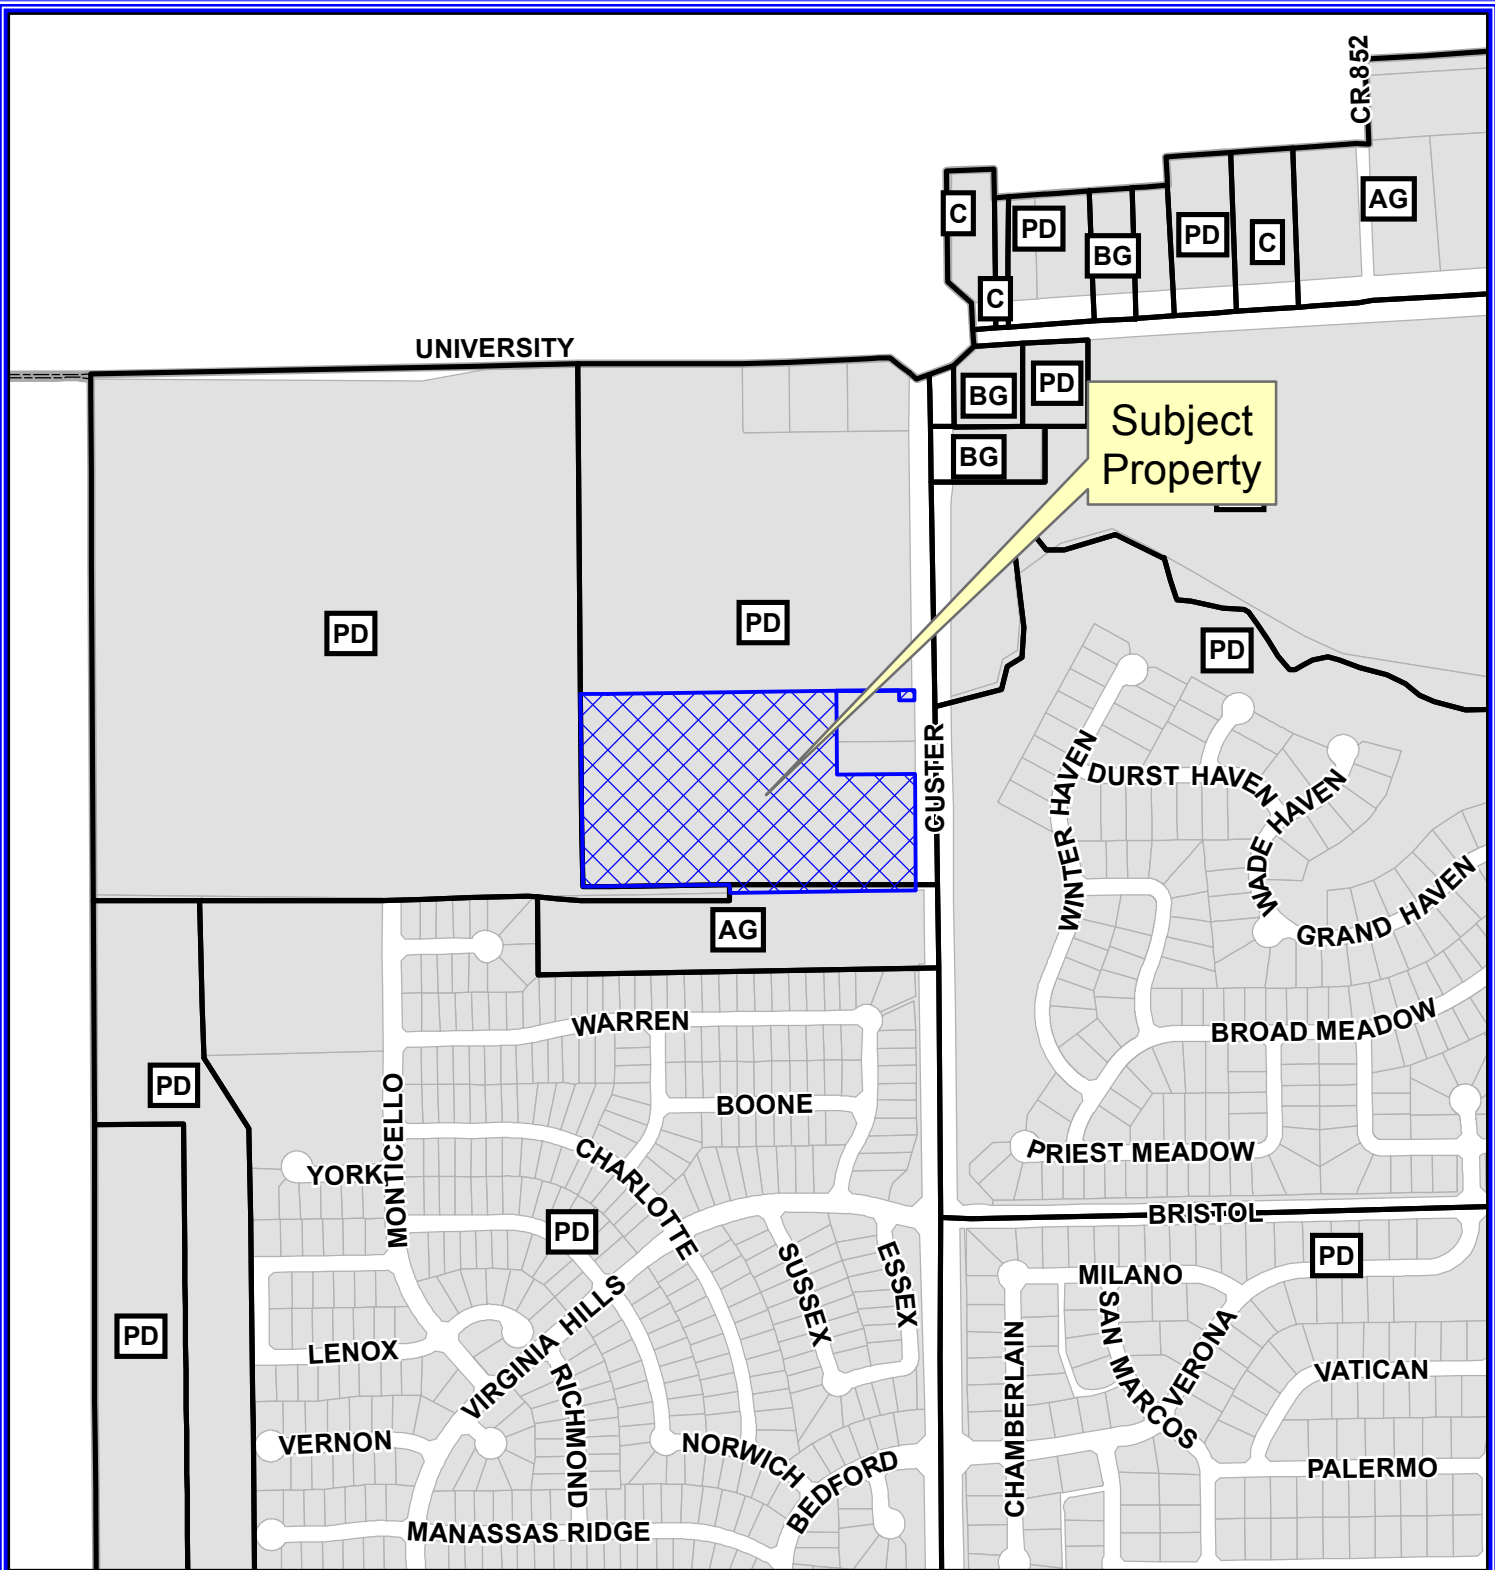 CR 852
AG
C
PD
BG
PD
C
C
UNIVERSITY
BG
PD
BG
Subject
Property
PD
PD
PD
CUSTER
WINTER HAVEN
DURST HAVEN
WADE HAVEN
GRAND HAVEN
AG
WARREN
BROAD MEADOW
PD
MONTICELLO
BOONE
CHARLOTTE
PRIEST MEADOW
YORK
PD
BRISTOL
PD
SUSSEX
ESSEX
MILANO
SAN MARCOS
VERONA
CHAMBERLAIN
VATICAN
PD
LENOX
VIRGINIA HILLS
RICHMOND
VERNON
NORWICH
BEDFORD
PALERMO
MANASSAS RIDGE